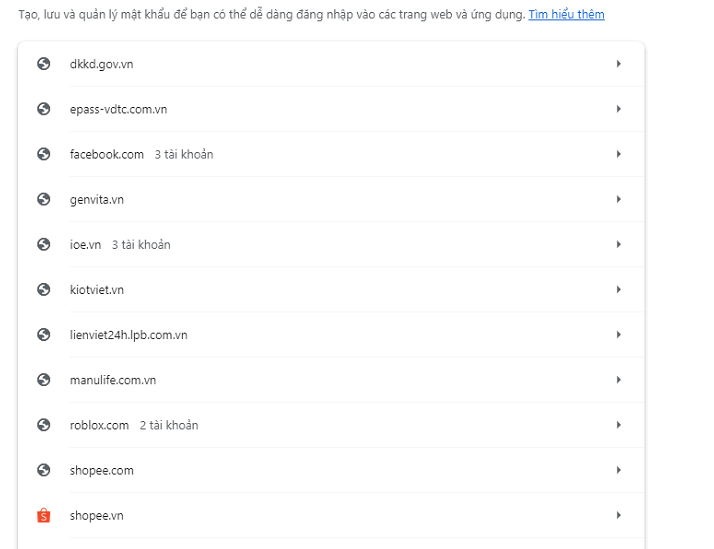 Tạo, lưu và quản lý mật khẩu để bạn có thể dễ dàng đăng nhập vào các trang web và ứng dụng. Tìm hiểu thêm
dkkd.gov.vn
epass-vdtc.com.vn
facebook.com 3 tài khoản
genvita.vn
ioe.vn 3 tài khoản
kiotviet.vn
lienviet24h.lpb.com.vn
manulife.com.vn
roblox.com 2 tài khoản
shopee.com
shopee.vn